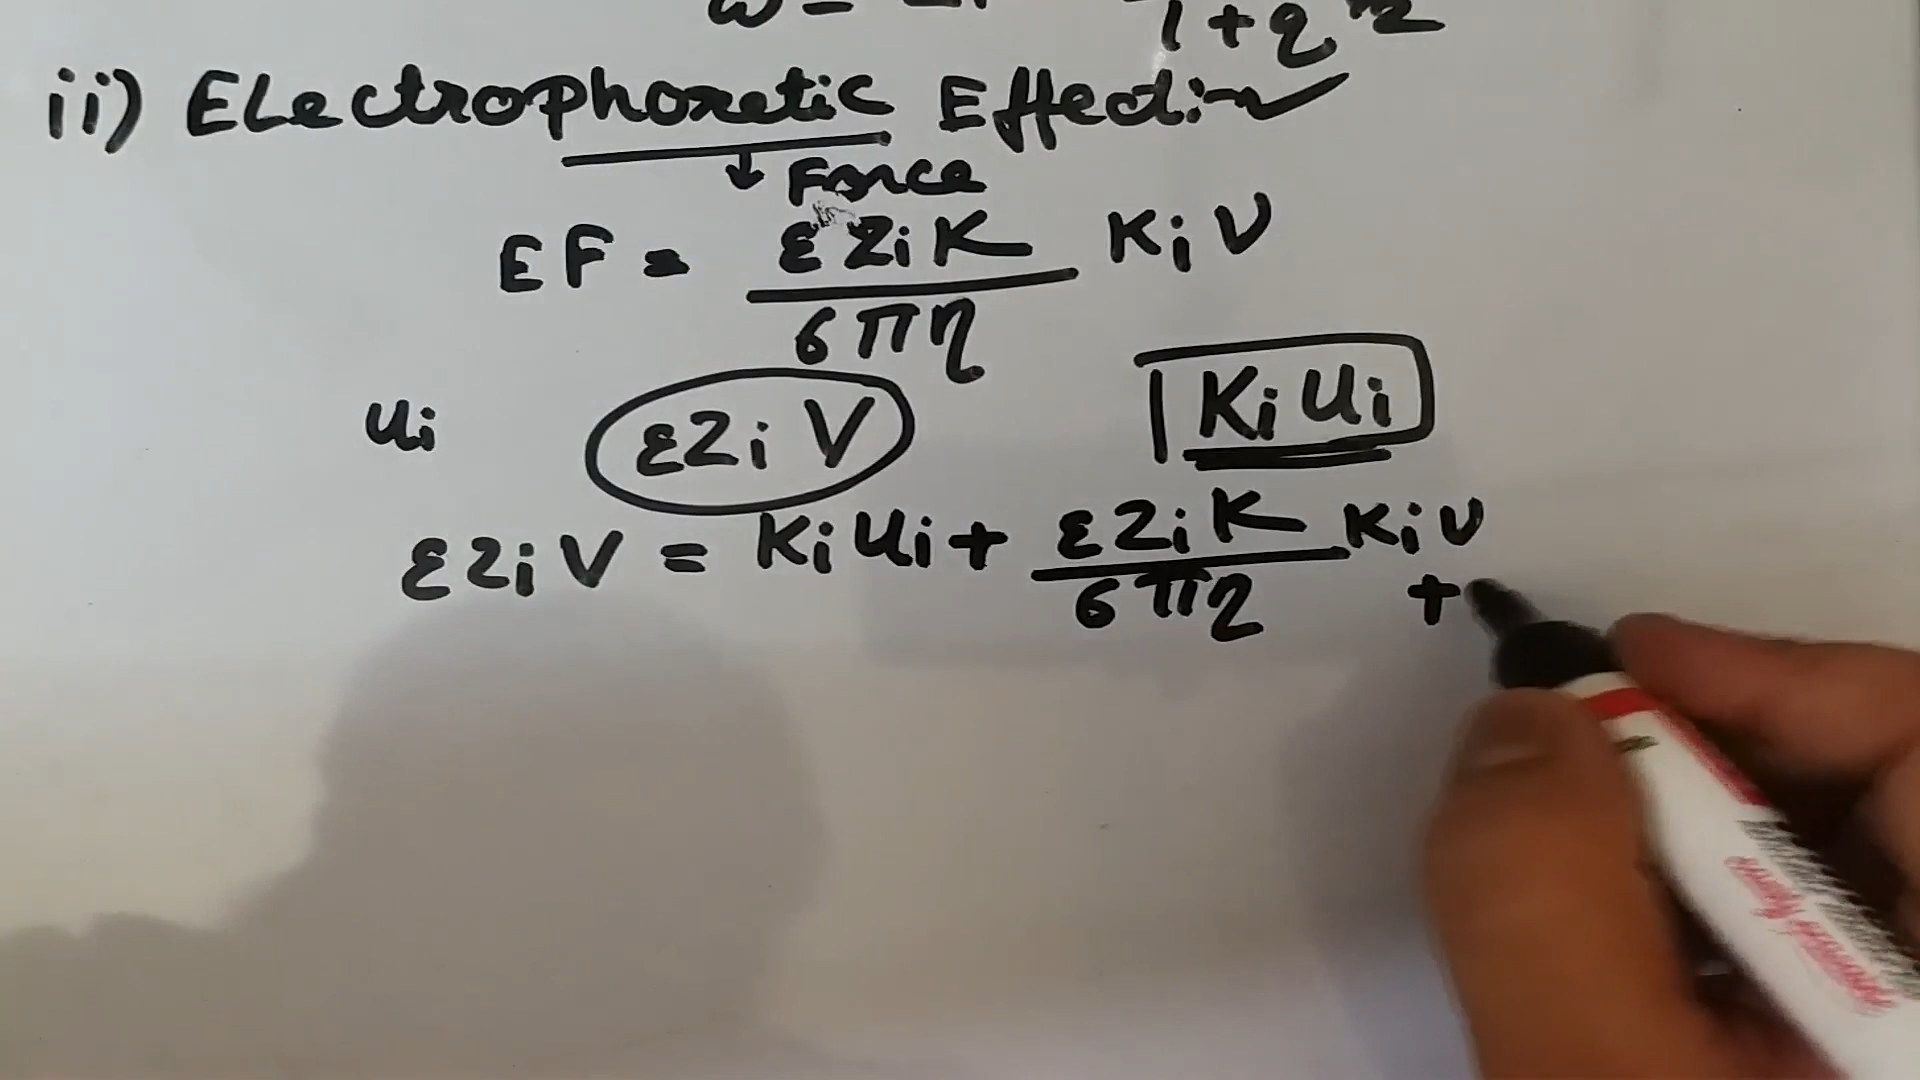 ii) Electrophoretic Effect:-
↓ Force
EF = εZiK / 6πη KiV
ui εZiV KiUi
εZiV = KiUi + εZiK / 6πη KiV
+